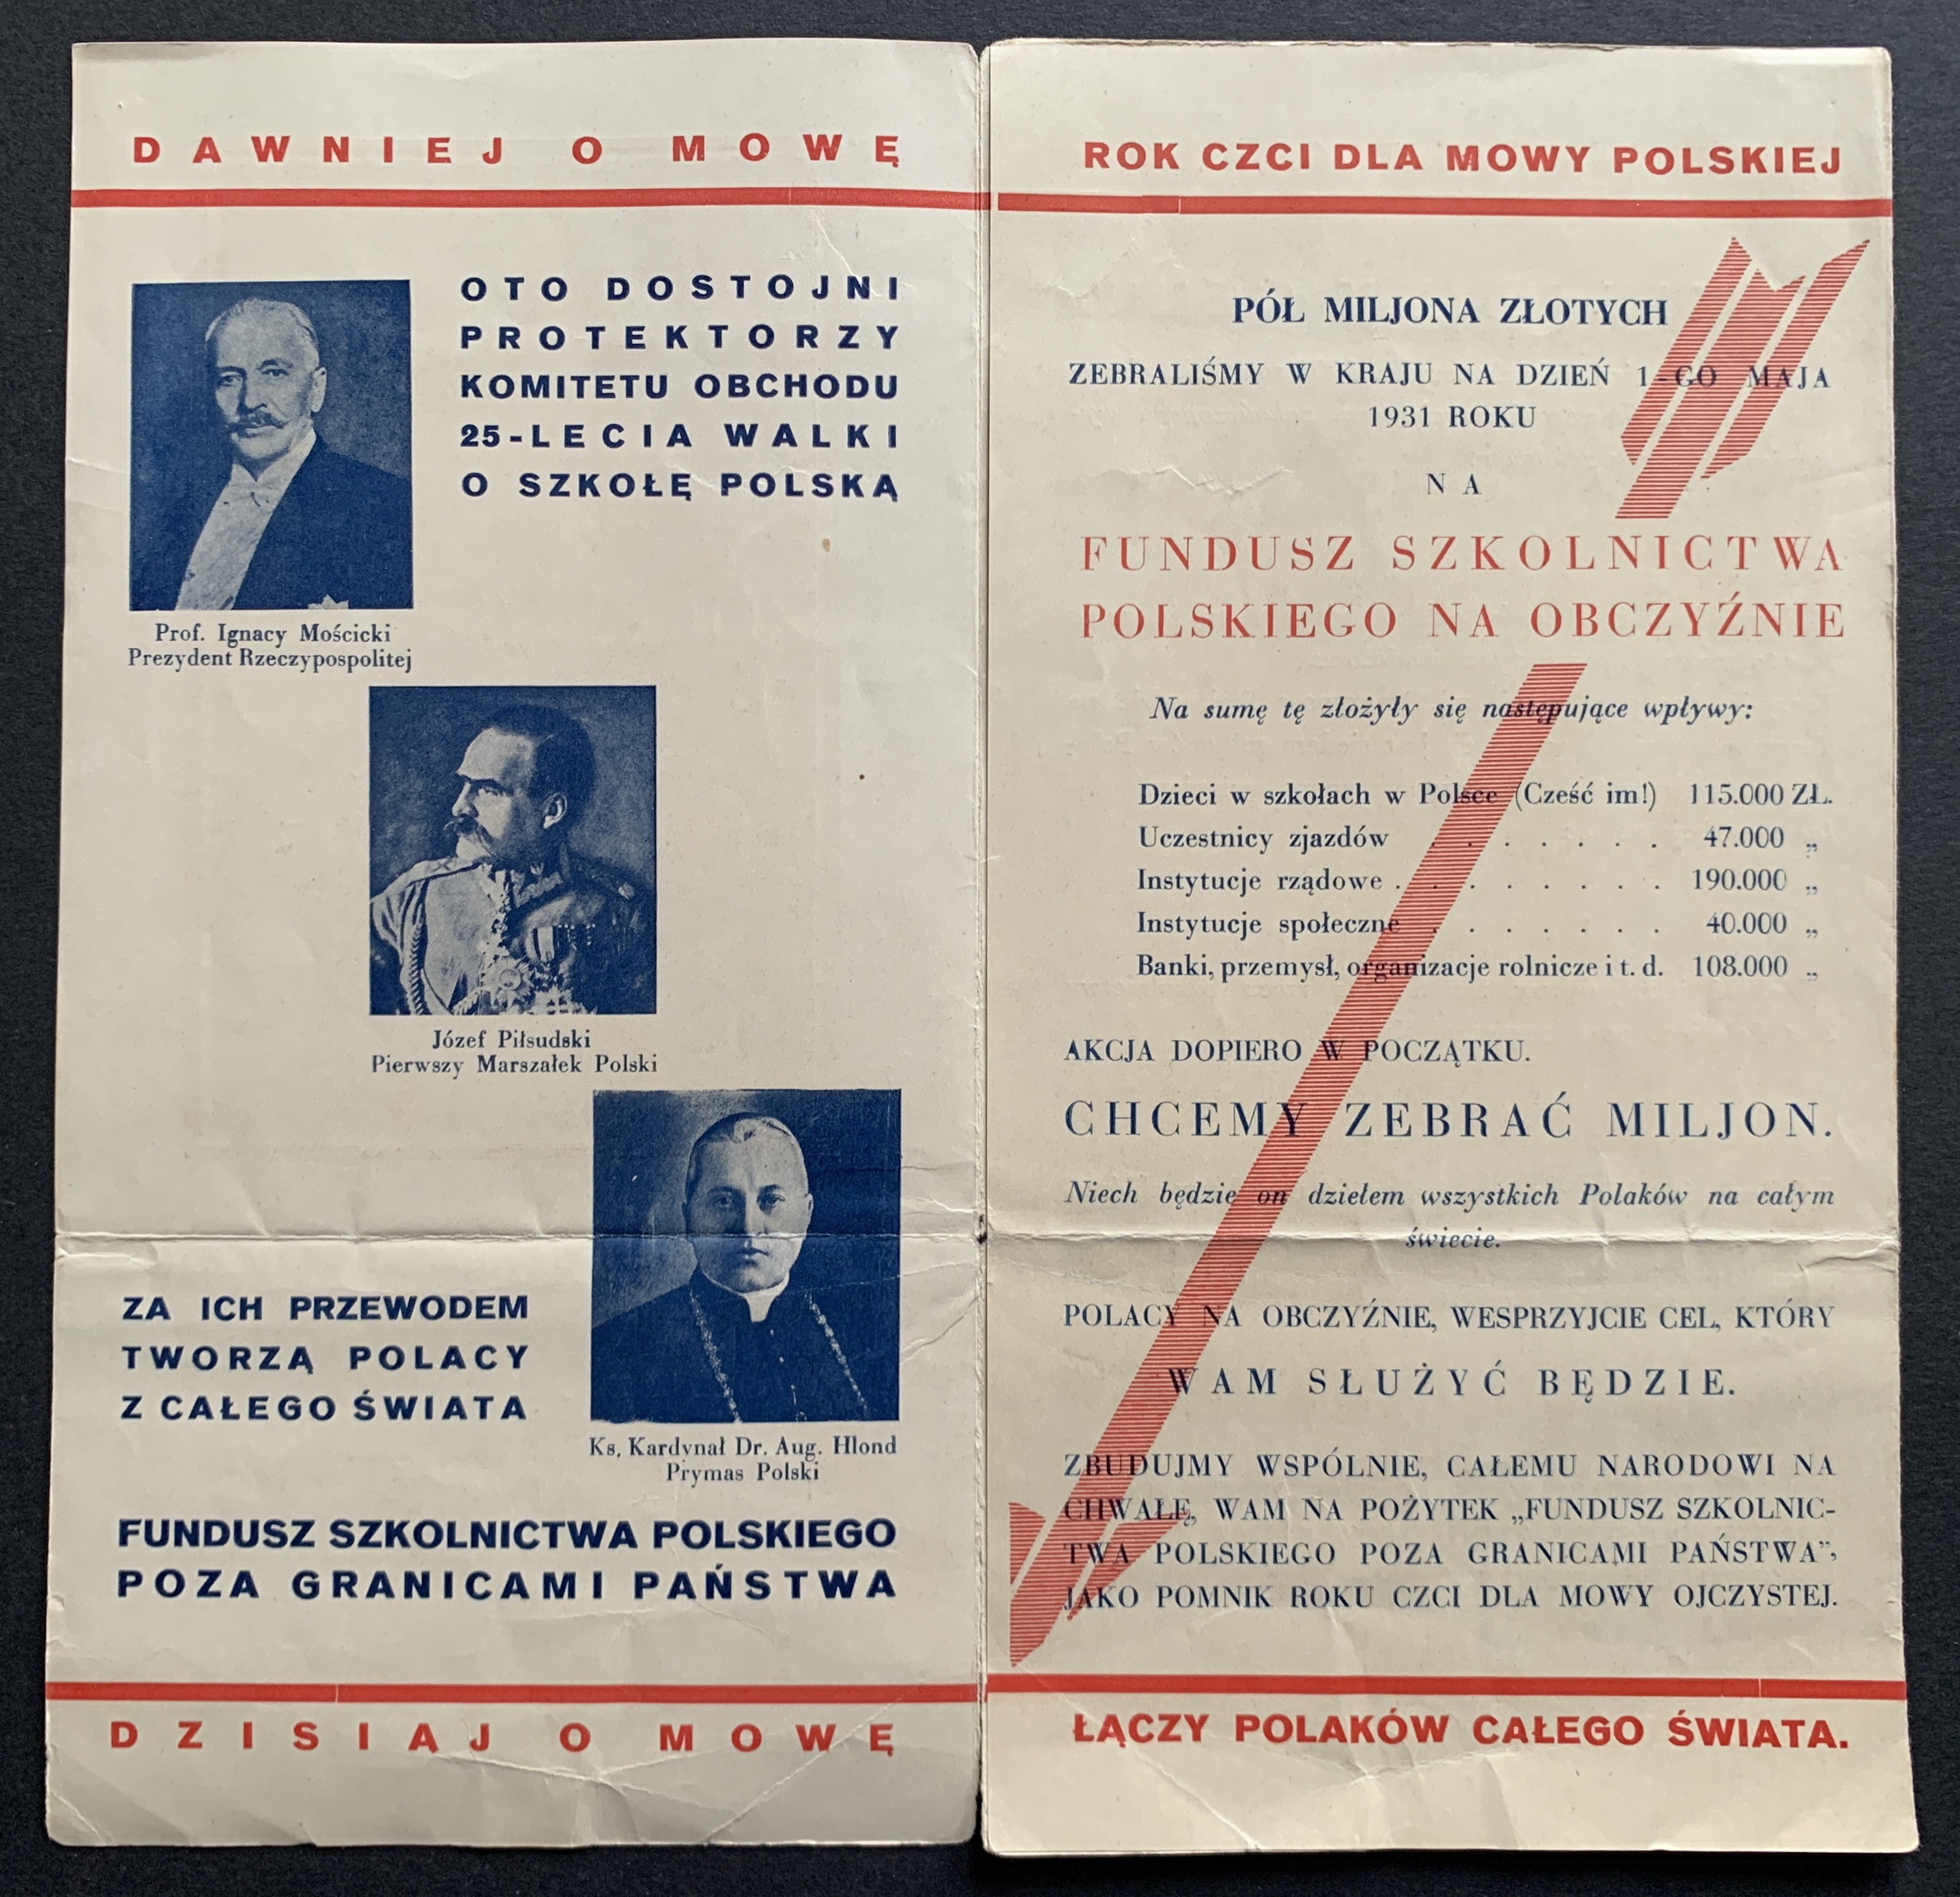 DAWNIEJ O MOWĘ
OTO DOSTOJNI
PROTEKTORZY
KOMITETU OBCHODU
25-LECIA WALKI
O SZKOŁĘ POLSKĄ
Prof. Ignacy Mościcki
Prezydent Rzeczypospolitej
Józef Piłsudski
Pierwszy Marszałek Polski
Ks. Kardynał Dr. Aug. Hlond
Prymas Polski
ZA ICH PRZEWODEM
TWORZĄ POLACY
Z CAŁEGO ŚWIATA
FUNDUSZ SZKOLNICTWA POLSKIEGO
POZA GRANICAMI PAŃSTWA
DZISIAJ O MOWĘ
ROK CZCI DLA MOWY POLSKIEJ
PÓŁ MILJONA ZŁOTYCH
ZEBRALIŚMY W KRAJU NA DZIEŃ 1-GO MAJA
1931 ROKU
NA
FUNDUSZ SZKOLNICTWA
POLSKIEGO NA OBCZYŹNIE
Na sumę tę złożyły się następujące wpływy:
Dzieci w szkołach w Polsce (Cześć im!) 115.000 ZŁ.
Uczestnicy zjazdów . . . . . . . 47.000 „
Instytucje rządowe . . . . . . . . 190.000 „
Instytucje społeczne . . . . . . . 40.000 „
Banki, przemysł, organizacje rolnicze i t. d. 108.000 „
AKCJA DOPIERO W POCZĄTKU.
CHCEMY ZEBRAĆ MILJON.
Niech będzie on dziełem wszystkich Polaków na całym
świecie.
POLACY NA OBCZYŹNIE, WESPRZYJCIE CEL, KTÓRY
WAM SŁUŻYĆ BĘDZIE.
ZBUDUJMY WSPÓLNIE, CAŁEMU NARODOWI NA
CHWAŁĘ, WAM NA POŻYTEK „FUNDUSZ SZKOLNIC-
TWA POLSKIEGO POZA GRANICAMI PAŃSTWA",
JAKO POMNIK ROKU CZCI DLA MOWY OJCZYSTEJ.
ŁĄCZY POLAKÓW CAŁEGO ŚWIATA.